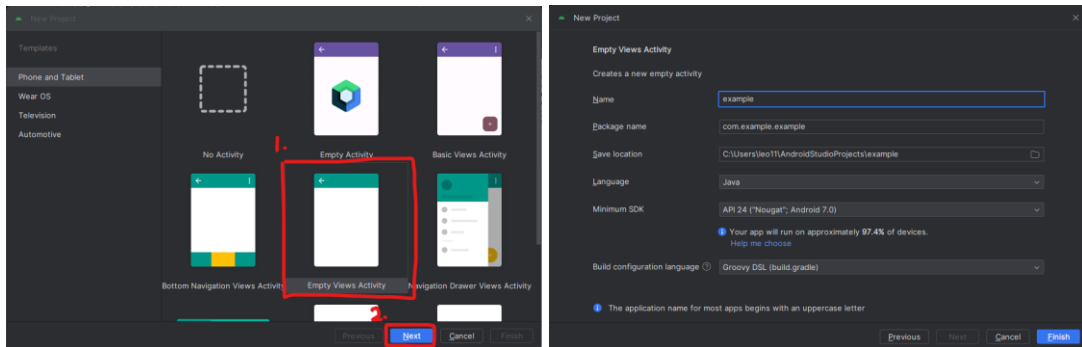 New Project
Templates
Phone and Tablet
Wear OS
Television
Automotive
No Activity
1.
Empty Activity
Basic Views Activity
Bottom Navigation Views Activity
Empty Views Activity
Navigation Drawer Views Activity
2.
Previous
Next
Cancel
Finish
New Project
Empty Views Activity
Creates a new empty activity
Name
example
Package name
com.example.example
Save location
C:\Users\leo11\AndroidStudioProjects\example
Language
Java
Minimum SDK
API 24 ("Nougat"; Android 7.0)
Your app will run on approximately 97.4% of devices.
Help me choose
Build configuration language
Groovy DSL (build.gradle)
The application name for most apps begins with an uppercase letter
Previous
Next
Cancel
Finish